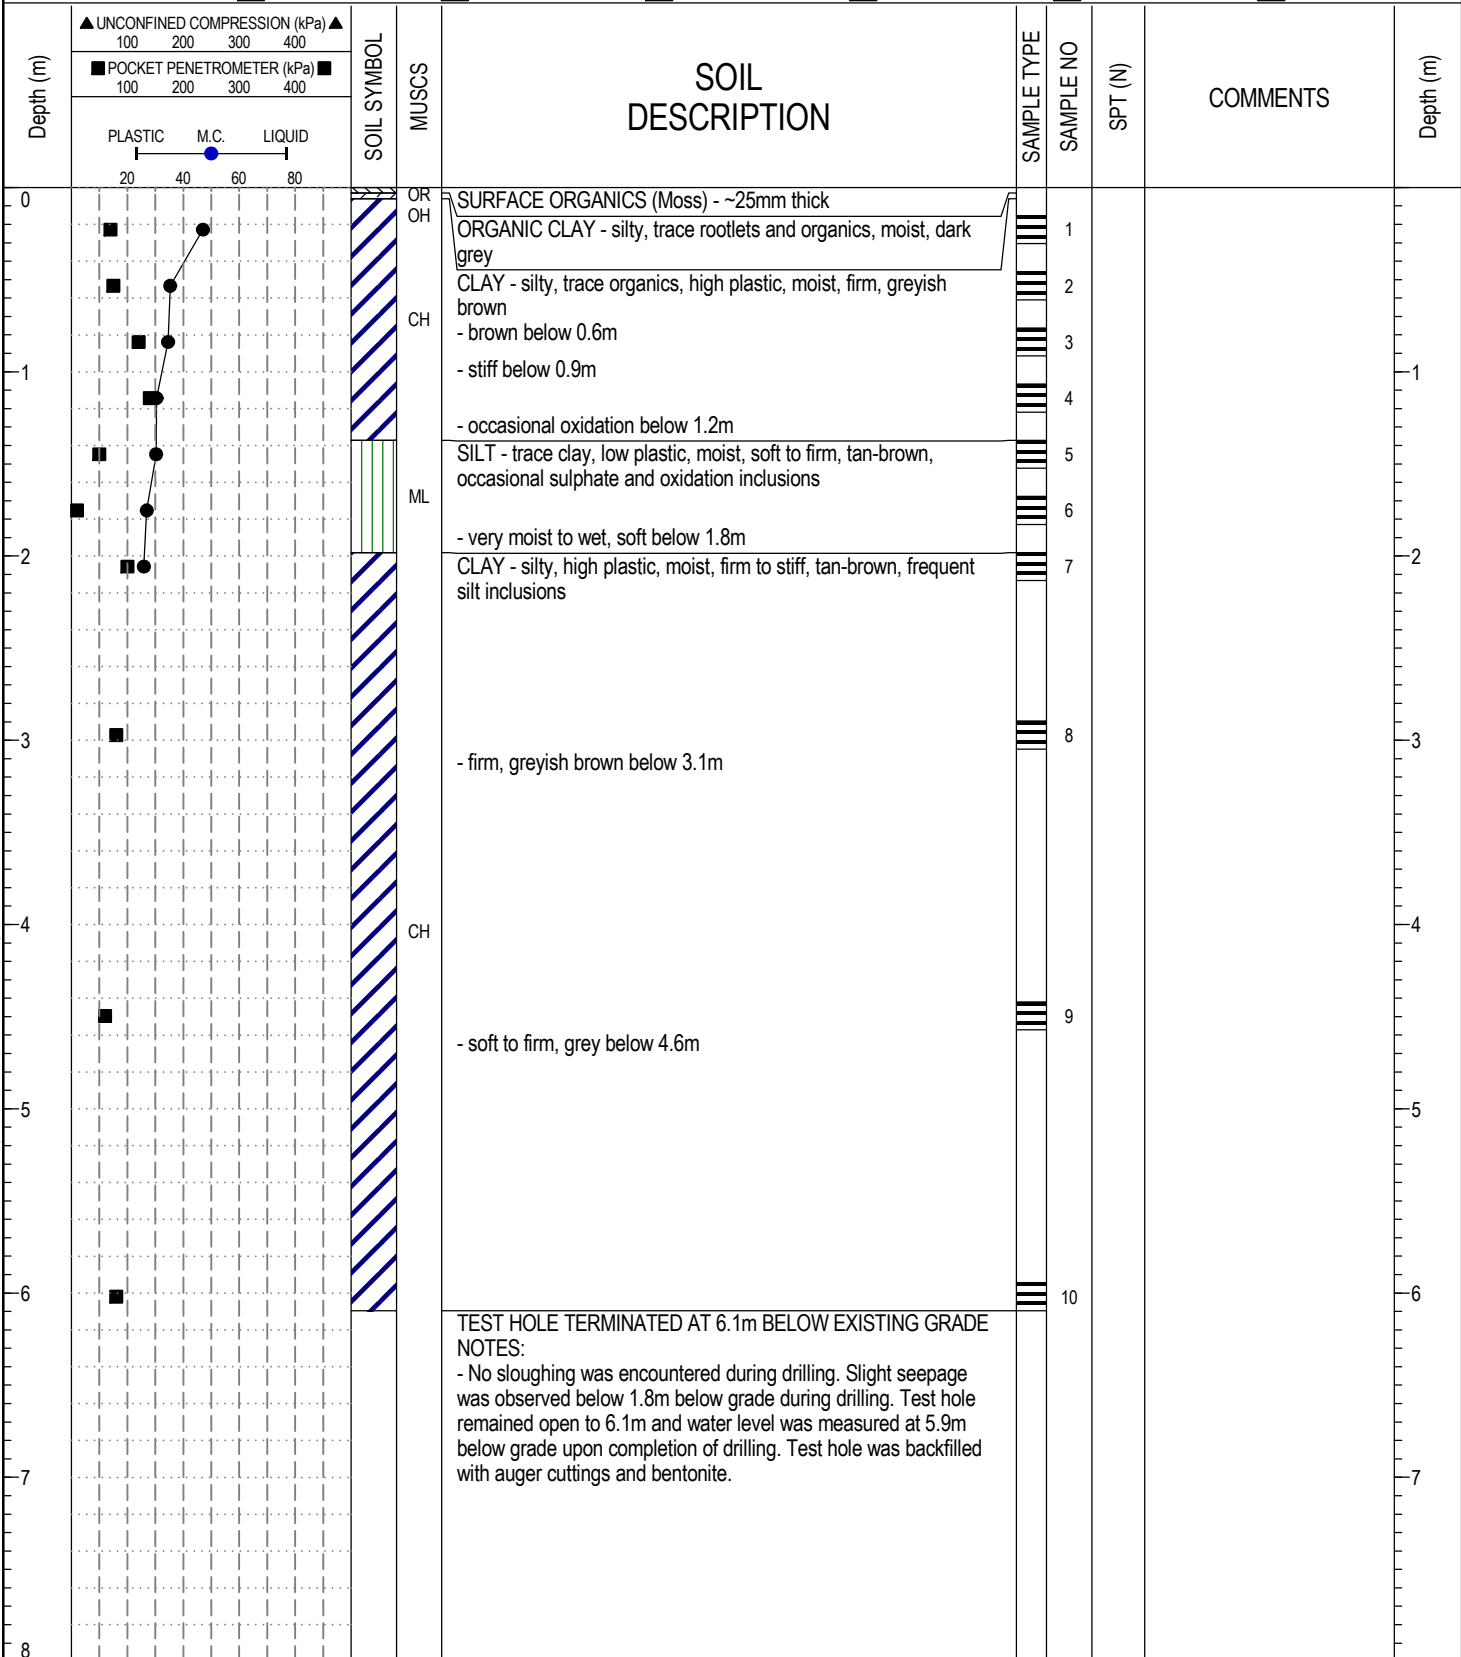 ▲ UNCONFINED COMPRESSION (kPa) ▲
100 200 300 400
■ POCKET PENETROMETER (kPa) ■
100 200 300 400
PLASTIC M.C. LIQUID
20 40 60 80
Depth (m)
SOIL SYMBOL
MUSCS
SOIL
DESCRIPTION
SAMPLE TYPE
SAMPLE NO
SPT (N)
COMMENTS
Depth (m)
0
OR
SURFACE ORGANICS (Moss) - ~25mm thick
OH
ORGANIC CLAY - silty, trace rootlets and organics, moist, dark
grey
1
CLAY - silty, trace organics, high plastic, moist, firm, greyish
brown
2
CH
- brown below 0.6m
3
- stiff below 0.9m
1
1
4
- occasional oxidation below 1.2m
SILT - trace clay, low plastic, moist, soft to firm, tan-brown,
occasional sulphate and oxidation inclusions
5
ML
6
- very moist to wet, soft below 1.8m
2
2
CLAY - silty, high plastic, moist, firm to stiff, tan-brown, frequent
silt inclusions
7
3
8
3
- firm, greyish brown below 3.1m
4
CH
4
9
- soft to firm, grey below 4.6m
5
5
6
10
6
TEST HOLE TERMINATED AT 6.1m BELOW EXISTING GRADE
NOTES:
- No sloughing was encountered during drilling. Slight seepage
was observed below 1.8m below grade during drilling. Test hole
remained open to 6.1m and water level was measured at 5.9m
below grade upon completion of drilling. Test hole was backfilled
with auger cuttings and bentonite.
7
7
8